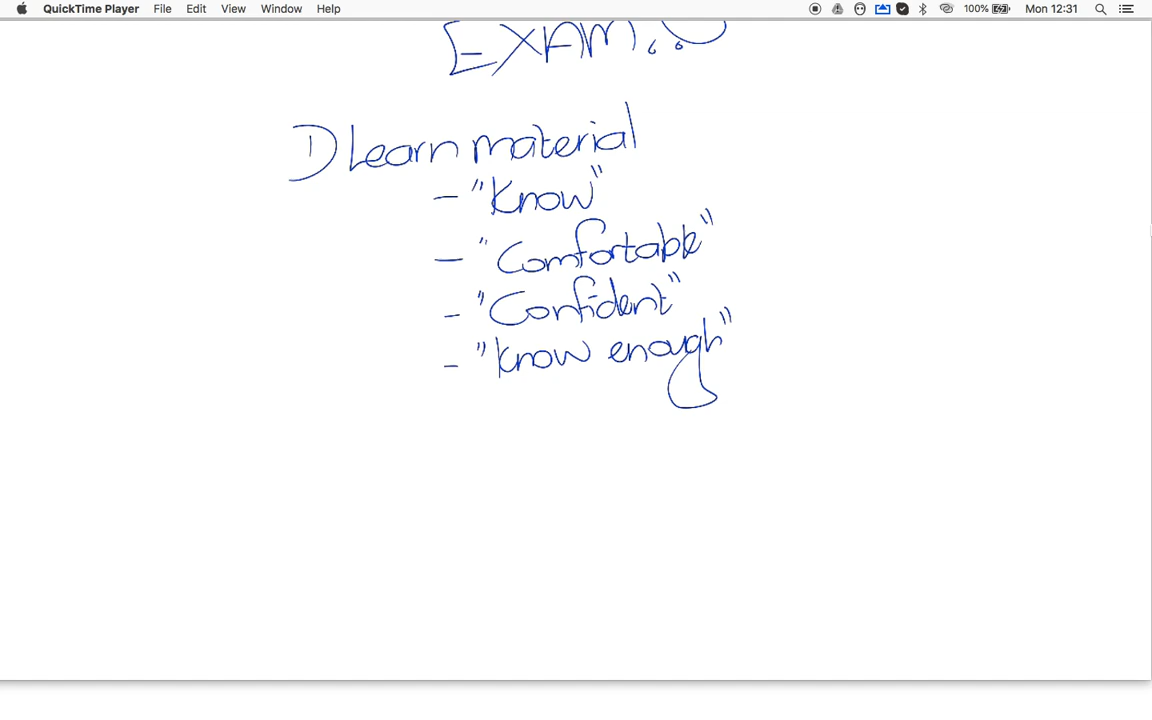 QuickTime Player File Edit View Window Help 100% Mon 12:31
EXAM
1) Learn material
- "Know"
- "Comfortable"
- "Confident"
- "Know enough"